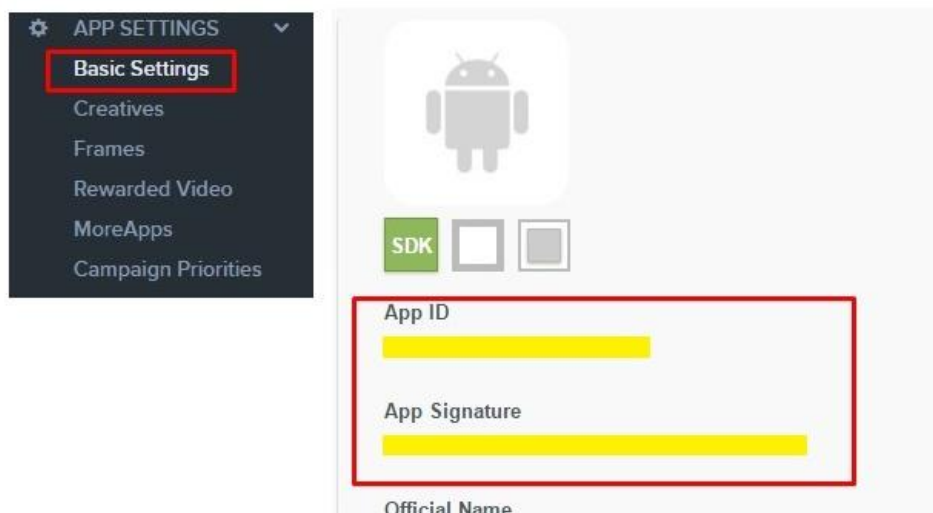 APP SETTINGS
Basic Settings
Creatives
Frames
Rewarded Video
MoreApps
Campaign Priorities
SDK
App ID
App Signature
Official Name